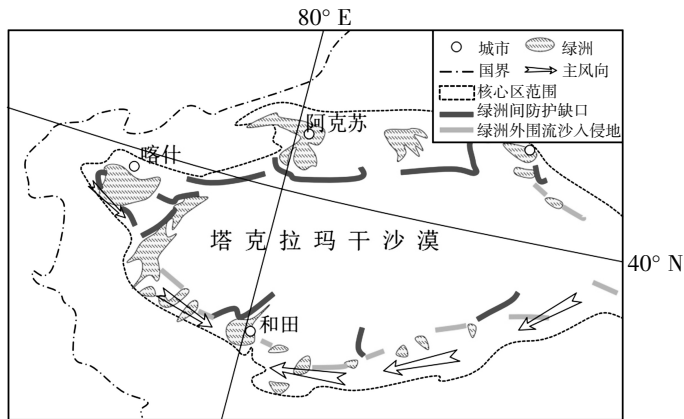 80° E
城市
绿洲
国界
主风向
核心区范围
绿洲间防护缺口
绿洲外围流沙入侵地
阿克苏
喀什
塔克拉玛干沙漠
40° N
和田